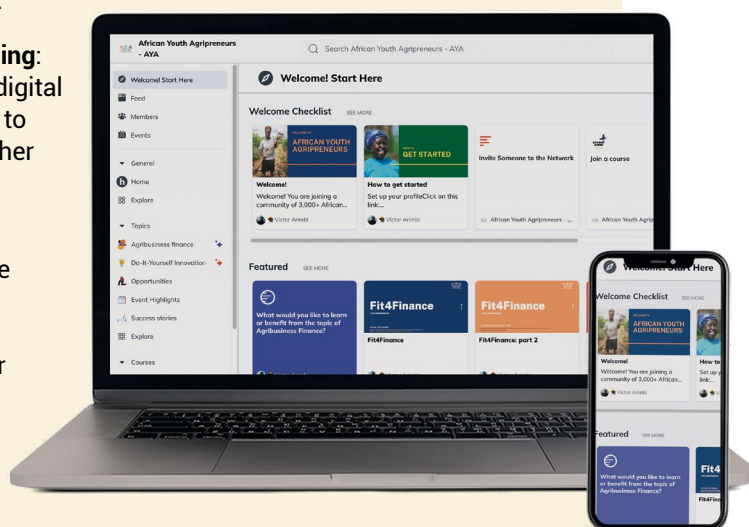 ing:
digital
to
her
e
r
African Youth Agripreneurs
- AYA
Search African Youth Agripreneurs - AYA
Welcome! Start Here
Feed
Members
Events
General
Home
Explore
Topics
Agribusiness finance
Do-It-Yourself Innovation
Opportunities
Event Highlights
Success stories
Explore
Courses
Welcome! Start Here
Welcome Checklist SEE MORE
AFRICAN YOUTH
AGRIPRENEURS
Welcome!
Welcome! You are joining a
community of 3,000+ African...
Victor Arimbi
GET STARTED
How to get started
Set up your profileClick on this
link:...
Victor Arimbi
Invite Someone to the Network
African Youth Agripreneurs - ...
Join a course
African Youth Agrip
Featured SEE MORE
What would you like to learn
or benefit from the topic of
Agribusiness Finance?
Fit4Finance
Fit4Finance
Fit4Finance
Fit4Finance: part 2
Welcome! Start Here
Welcome Checklist SEE MORE
AFRICAN YOUTH
AGRIPRENEURS
Welcome!
Welcome! You are joining a
community of 3,000+ African...
Victor Arimbi
How to
Set up y
link:...
Featured SEE MORE
What would you like to learn
or benefit from the topic of
Agribusiness Finance?
Fit4
Fit4Fina